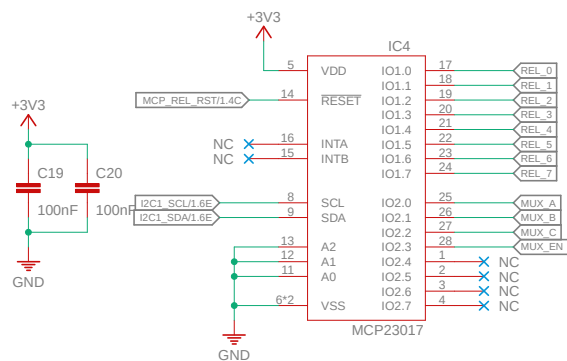 +3V3
IC4
5 VDD IO1.0 17 REL_0
IO1.1 18 REL_1
MCP_REL_RST/1.4C 14 RESET IO1.2 19 REL_2
IO1.3 20 REL_3
IO1.4 21 REL_4
NC 16 INTA IO1.5 22 REL_5
NC 15 INTB IO1.6 23 REL_6
IO1.7 24 REL_7
I2C1_SCL/1.6E 8 SCL IO2.0 25 MUX_A
I2C1_SDA/1.6E 9 SDA IO2.1 26 MUX_B
IO2.2 27 MUX_C
13 A2 IO2.3 28 MUX_EN
12 A1 IO2.4 1 NC
11 A0 IO2.5 2 NC
IO2.6 3 NC
6*2 VSS IO2.7 4 NC
MCP23017
GND
+3V3
C19 C20
100nF 100nF
GND